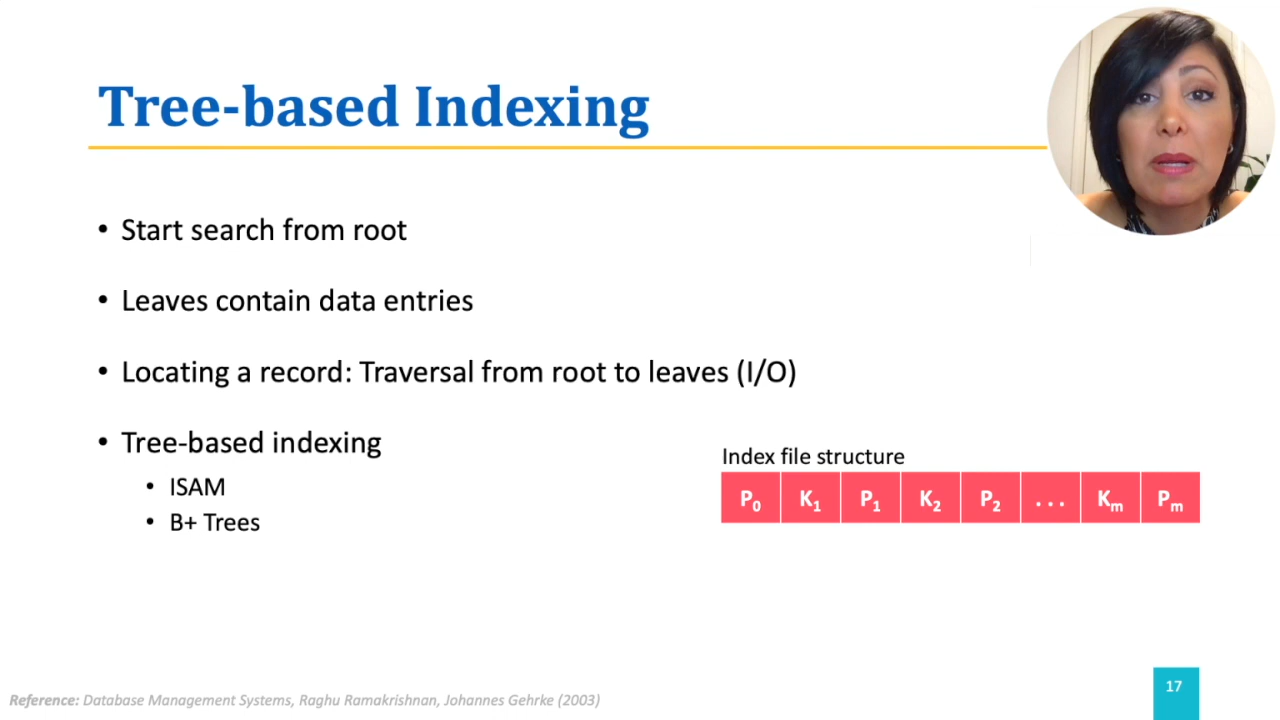 Tree-based Indexing
• Start search from root
• Leaves contain data entries
• Locating a record: Traversal from root to leaves (I/O)
• Tree-based indexing
• ISAM
• B+ Trees
Index file structure
P0 K1 P1 K2 P2 ... Km Pm
Reference: Database Management Systems, Raghu Ramakrishnan, Johannes Gehrke (2003)
17